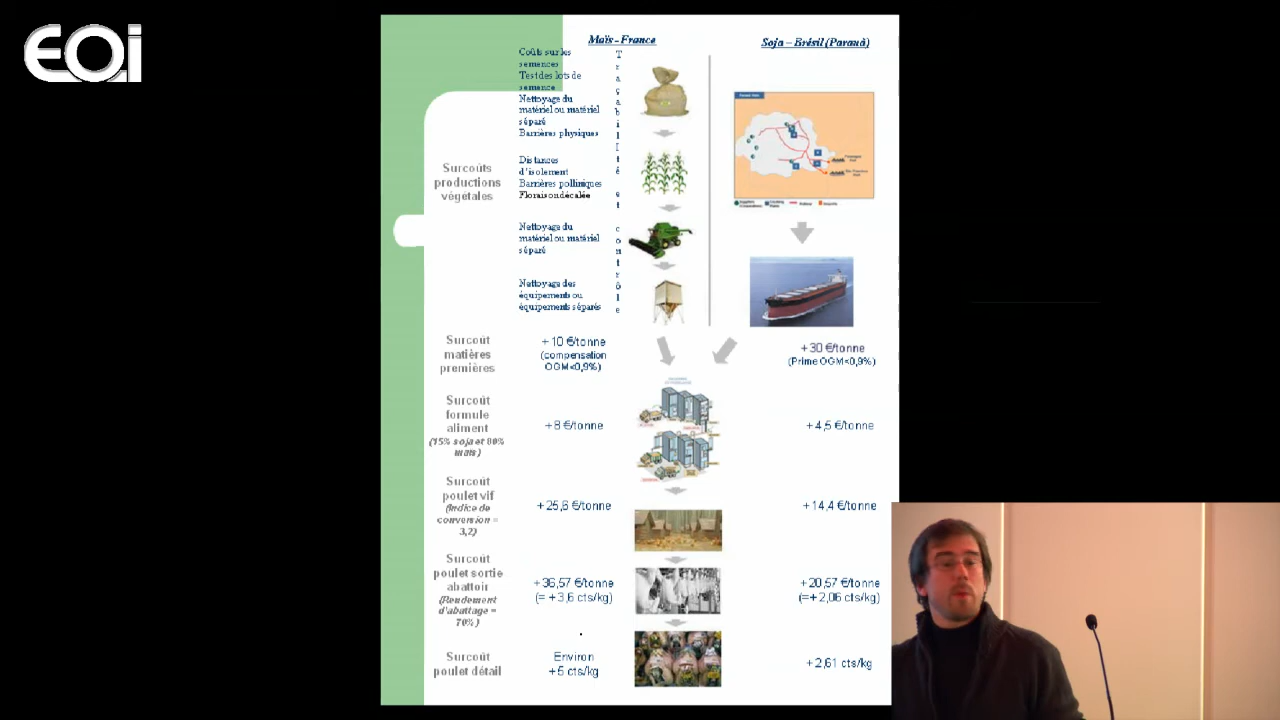 EOI
Maïs - France
Soja – Brésil (Paranà)
Coûts sur les
semences
Test des lots de
semence
Nettoyage du
matériel ou matériel
séparé
Barrières physiques
Distances
d'isolement
Barrières polliniques
Floraison décalée
Nettoyage du
matériel ou matériel
séparé
Nettoyage des
équipements ou
équipements séparés
Traçabilité et contrôle
Surcoûts
productions
végétales
Surcoût
matières
premières
+ 10 €/tonne
(compensation
OGM<0,9%)
+ 30 €/tonne
(Prime OGM<0,9%)
Surcoût
formule
aliment
(15% soja et 80%
maïs)
+ 8 €/tonne
+ 4,5 €/tonne
Surcoût
poulet vif
(Indice de
conversion =
3,2)
+ 25,6 €/tonne
+ 14,4 €/tonne
Surcoût
poulet sortie
abattoir
(Rendement
d'abattage =
70%)
+ 36,57 €/tonne
(= + 3,6 cts/kg)
+ 20,57 €/tonne
(=+ 2,06 cts/kg)
Surcoût
poulet détail
Environ
+ 5 cts/kg
+ 2,61 cts/kg